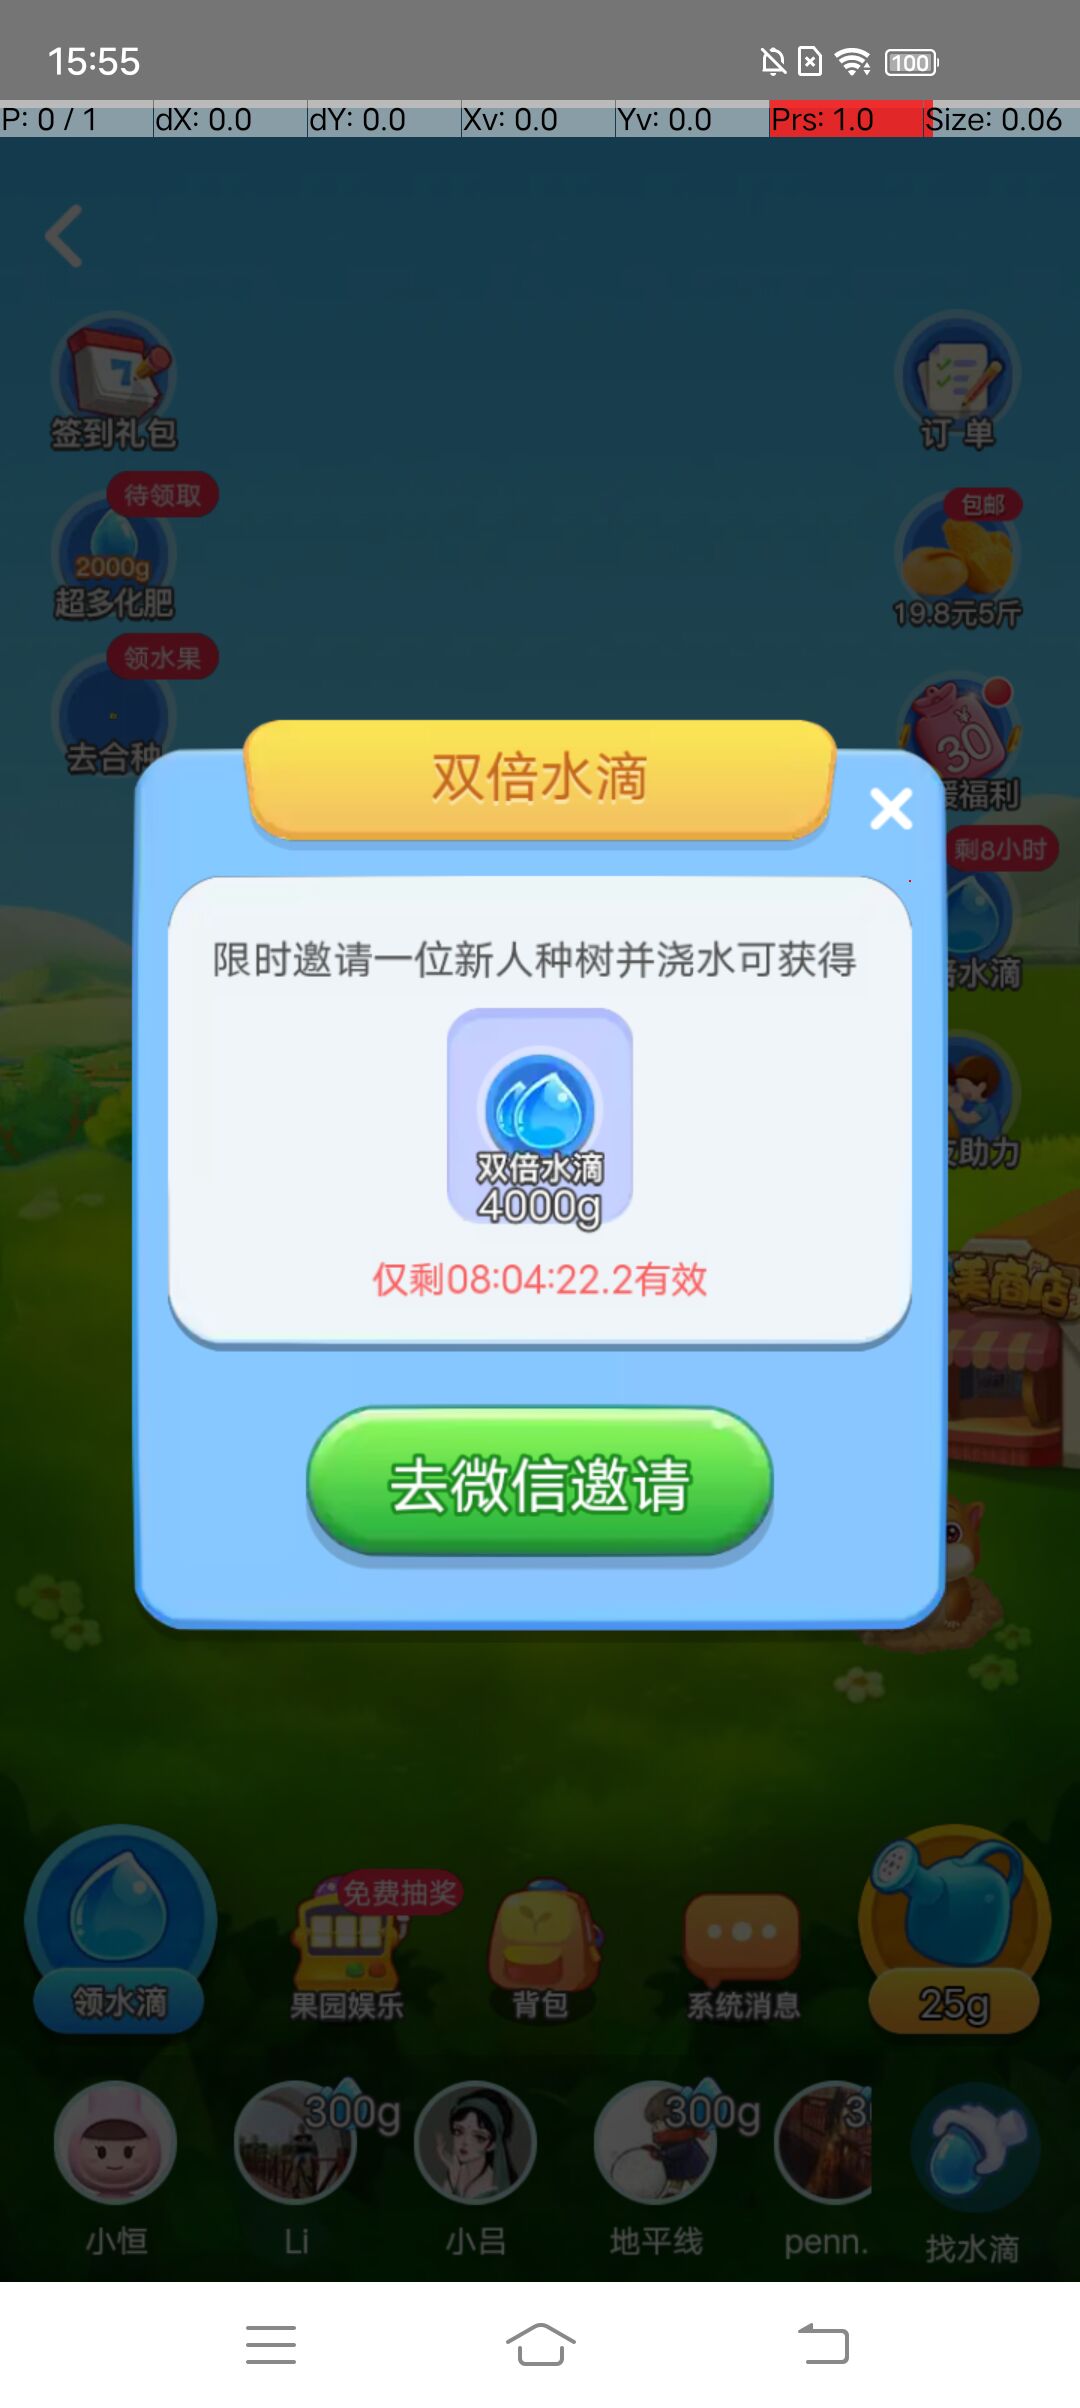 15:55
100
P: 0 / 1
dX: 0.0
dY: 0.0
Xv: 0.0
Yv: 0.0
Prs: 1.0
Size: 0.06
签到礼包
订单
待领取
2000g
超多化肥
包邮
19.8元5斤
领水果
去合种
¥
30
福利
剩8小时
水滴
助力
美商店
双倍水滴
限时邀请一位新人种树并浇水可获得
双倍水滴
4000g
仅剩08:04:22.2有效
去微信邀请
领水滴
免费抽奖
果园娱乐
背包
系统消息
25g
300g
300g
3
小恒
Li
小吕
地平线
penn.
找水滴